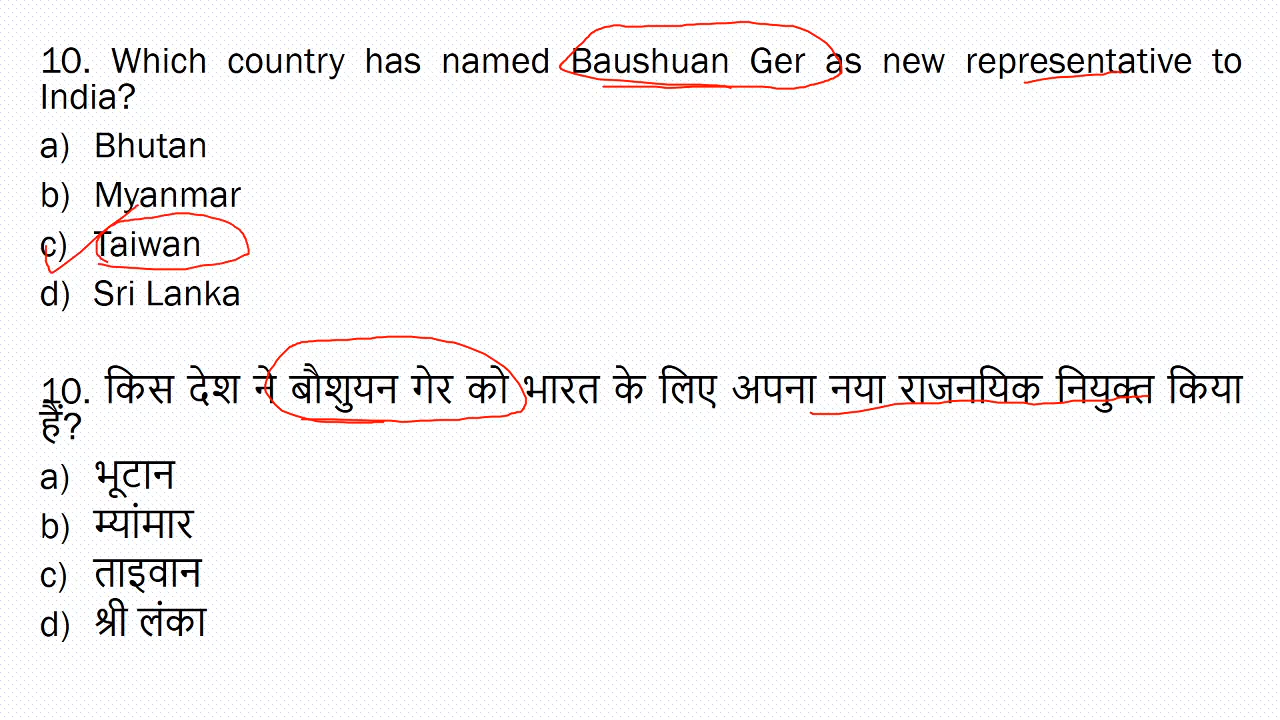 10. Which country has named Baushuan Ger as new representative to
India?
a) Bhutan
b) Myanmar
c) Taiwan
d) Sri Lanka
10. किस देश ने बौशुयन गेर को भारत के लिए अपना नया राजनयिक नियुक्त किया
हैं?
a) भूटान
b) म्यांमार
c) ताइवान
d) श्री लंका